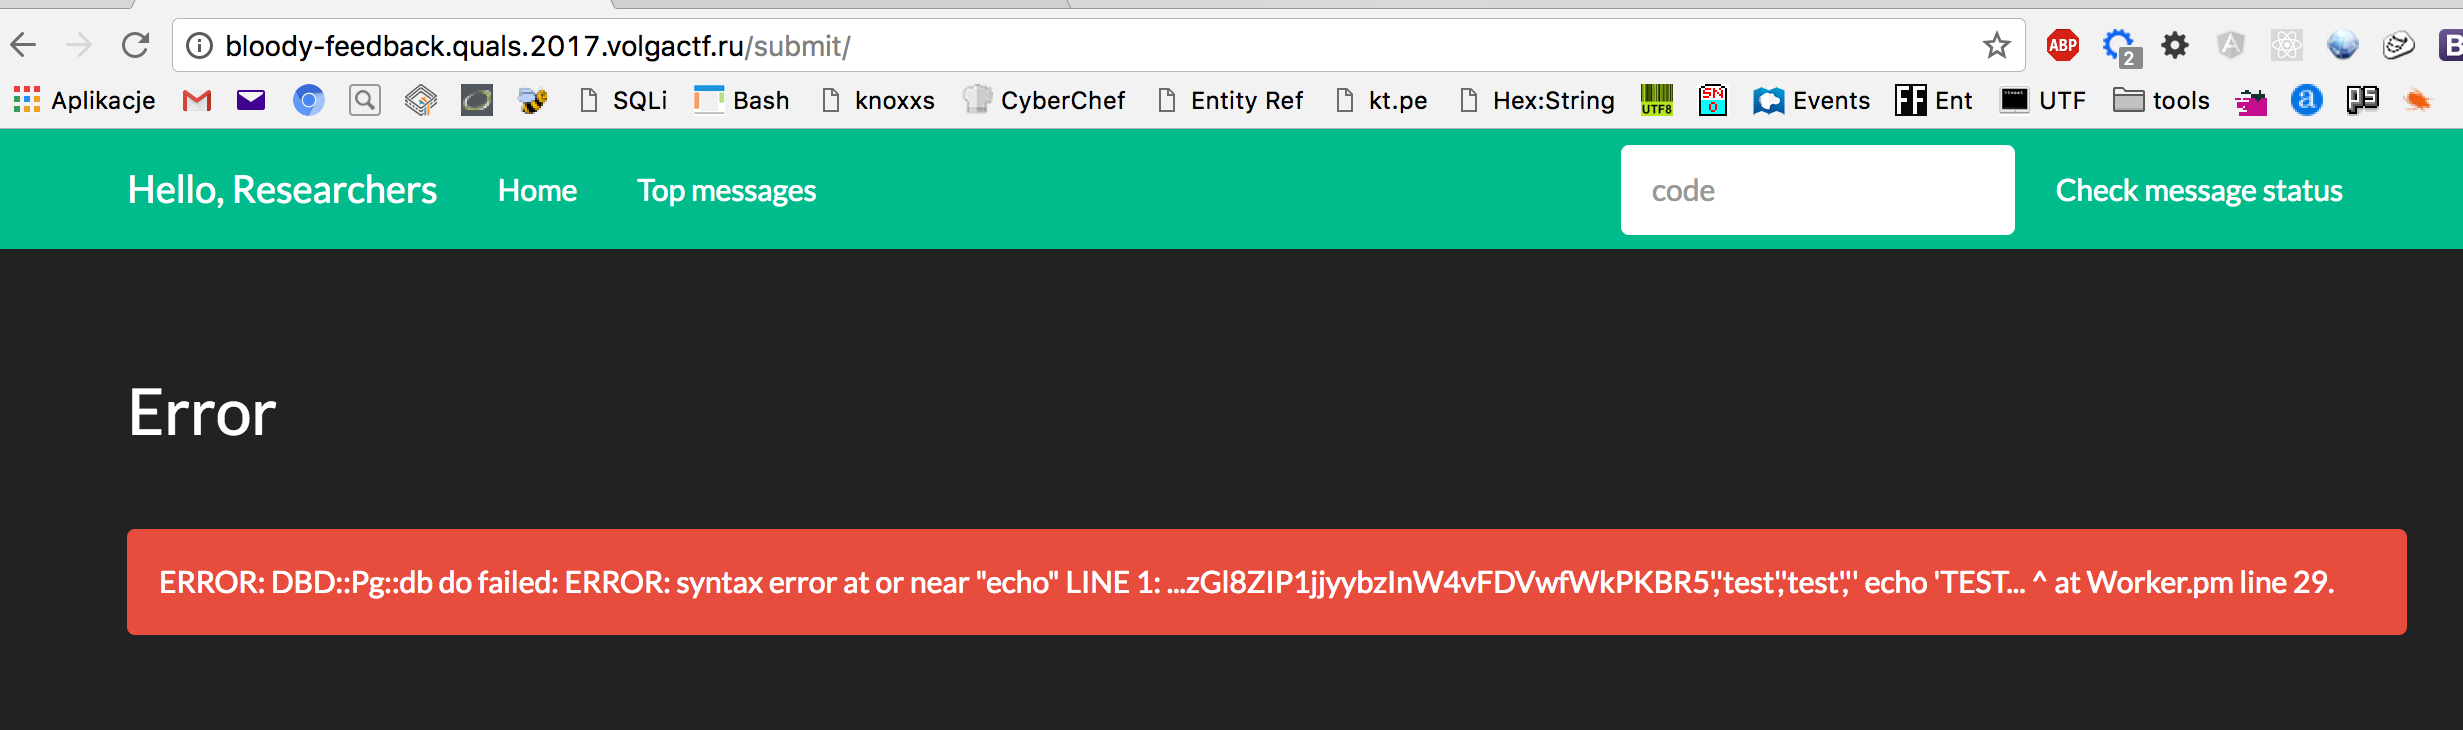 bloody-feedback.quals.2017.volgactf.ru/submit/
ABP 2 B
Aplikacje SQLi Bash knoxxs CyberChef Entity Ref kt.pe Hex:String UTF8 SN 0 Events Ent UTF tools a ps
Hello, Researchers Home Top messages code Check message status
Error
ERROR: DBD::Pg::db do failed: ERROR: syntax error at or near "echo" LINE 1: ...zGl8ZIP1jjyybzInW4vFDVwfWkPKBR5','test','test','' echo 'TEST... ^ at Worker.pm line 29.